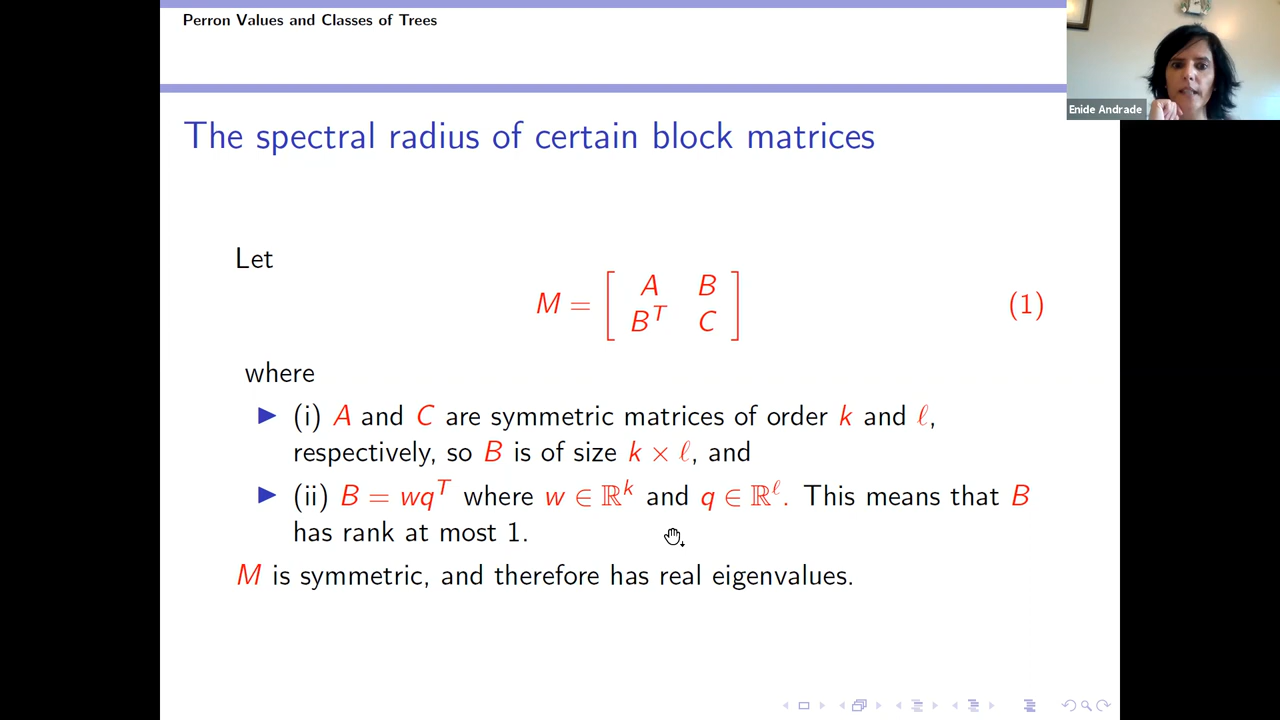 Perron Values and Classes of Trees
Enide Andrade
The spectral radius of certain block matrices
Let
M = [ A B
B^T C ] (1)
where
▶ (i) A and C are symmetric matrices of order k and ℓ,
respectively, so B is of size k × ℓ, and
▶ (ii) B = wq^T where w ∈ ℝ^k and q ∈ ℝ^ℓ. This means that B
has rank at most 1.
M is symmetric, and therefore has real eigenvalues.